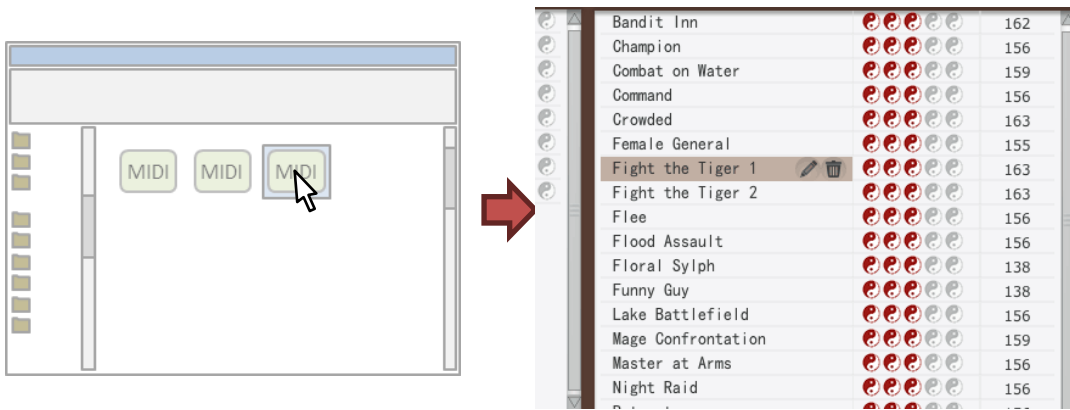 MIDI MIDI MIDI
Bandit Inn 162
Champion 156
Combat on Water 159
Command 156
Crowded 163
Female General 155
Fight the Tiger 1 163
Fight the Tiger 2 163
Flee 156
Flood Assault 156
Floral Sylph 138
Funny Guy 138
Lake Battlefield 156
Mage Confrontation 159
Master at Arms 156
Night Raid 156